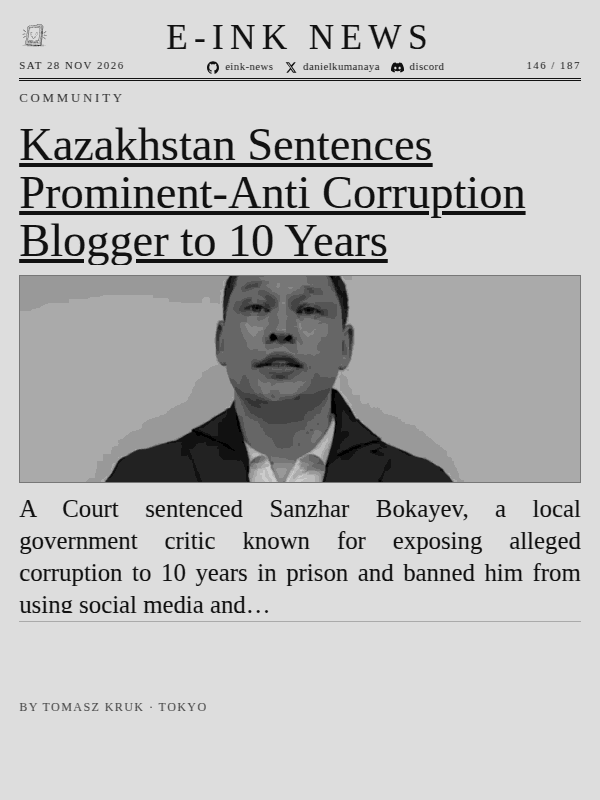 E-INK NEWS
SAT 28 NOV 2026
eink-news
danielkumanaya
discord
146 / 187
COMMUNITY
Kazakhstan Sentences
Prominent-Anti Corruption
Blogger to 10 Years
A Court sentenced Sanzhar Bokayev, a local
government critic known for exposing alleged
corruption to 10 years in prison and banned him from
using social media and…
BY TOMASZ KRUK · TOKYO